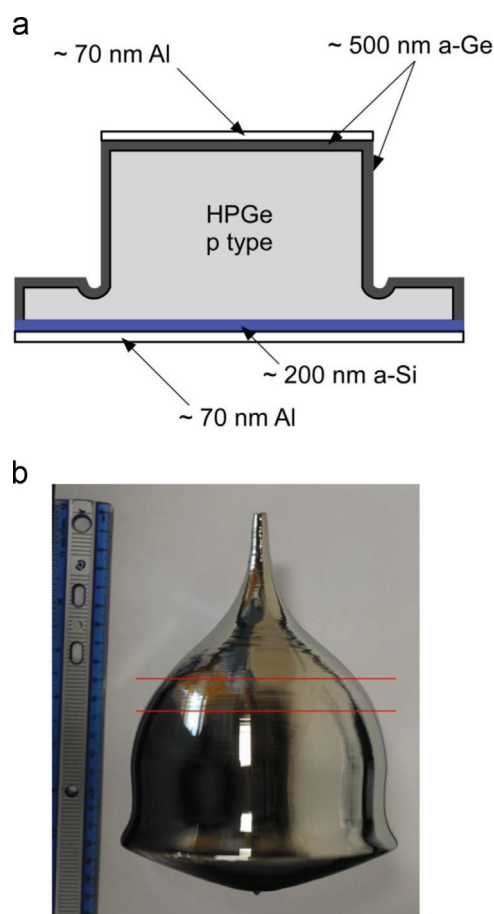 a
~ 70 nm Al
~ 500 nm a-Ge
HPGe
p type
~ 200 nm a-Si
~ 70 nm Al
b